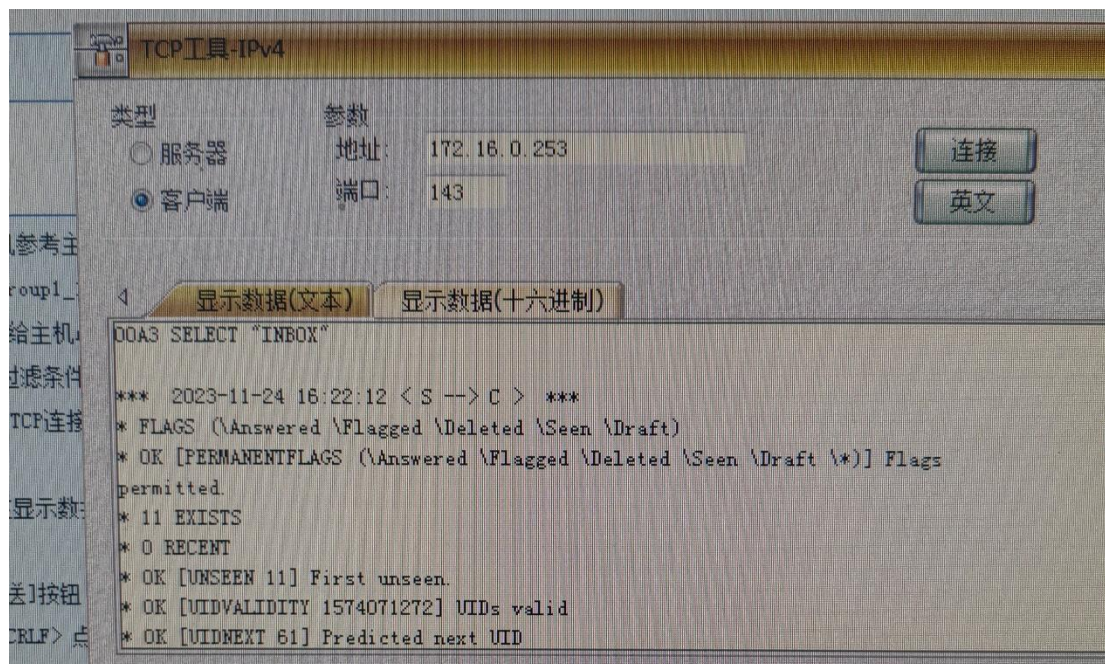 TCP工具-IPv4
类型
参数
服务器
地址:
172.16.0.253
连接
客户端
端口:
143
英文
参考主
roup1_
给主机
过滤条件
TCP连接
显示数
送]按钮
CRLF> 点
显示数据(文本)
显示数据(十六进制)
00A3 SELECT "INBOX"
*** 2023-11-24 16:22:12 < S --> C > ***
* FLAGS (\Answered \Flagged \Deleted \Seen \Draft)
* OK [PERMANENTFLAGS (\Answered \Flagged \Deleted \Seen \Draft \*)] Flags
permitted.
* 11 EXISTS
* 0 RECENT
* OK [UNSEEN 11] First unseen.
* OK [UIDVALIDITY 1574071272] UIDs valid
* OK [UIDNEXT 61] Predicted next UID